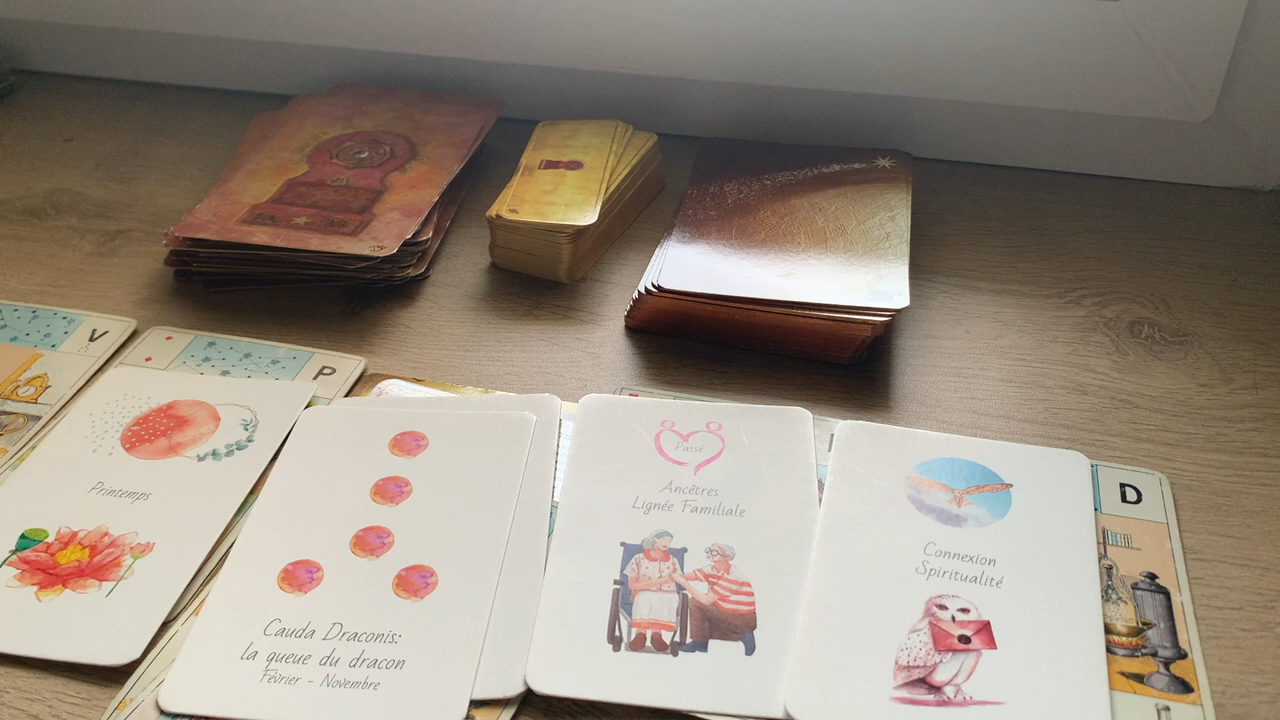 V
P
D
Printemps
Cauda Draconis:
la queue du dracon
Février - Novembre
Passé
Ancêtres
Lignée Familiale
Connexion
Spiritualité